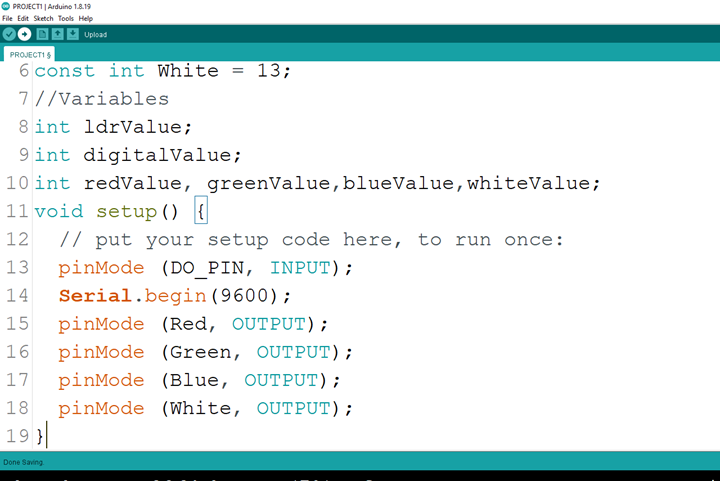 PROJECT1 | Arduino 1.8.19
File Edit Sketch Tools Help
Upload
PROJECT1 §
6 const int White = 13;
7 //Variables
8 int ldrValue;
9 int digitalValue;
10 int redValue, greenValue,blueValue,whiteValue;
11 void setup() {
12 // put your setup code here, to run once:
13 pinMode (DO_PIN, INPUT);
14 Serial.begin(9600);
15 pinMode (Red, OUTPUT);
16 pinMode (Green, OUTPUT);
17 pinMode (Blue, OUTPUT);
18 pinMode (White, OUTPUT);
19 }
Done Saving.